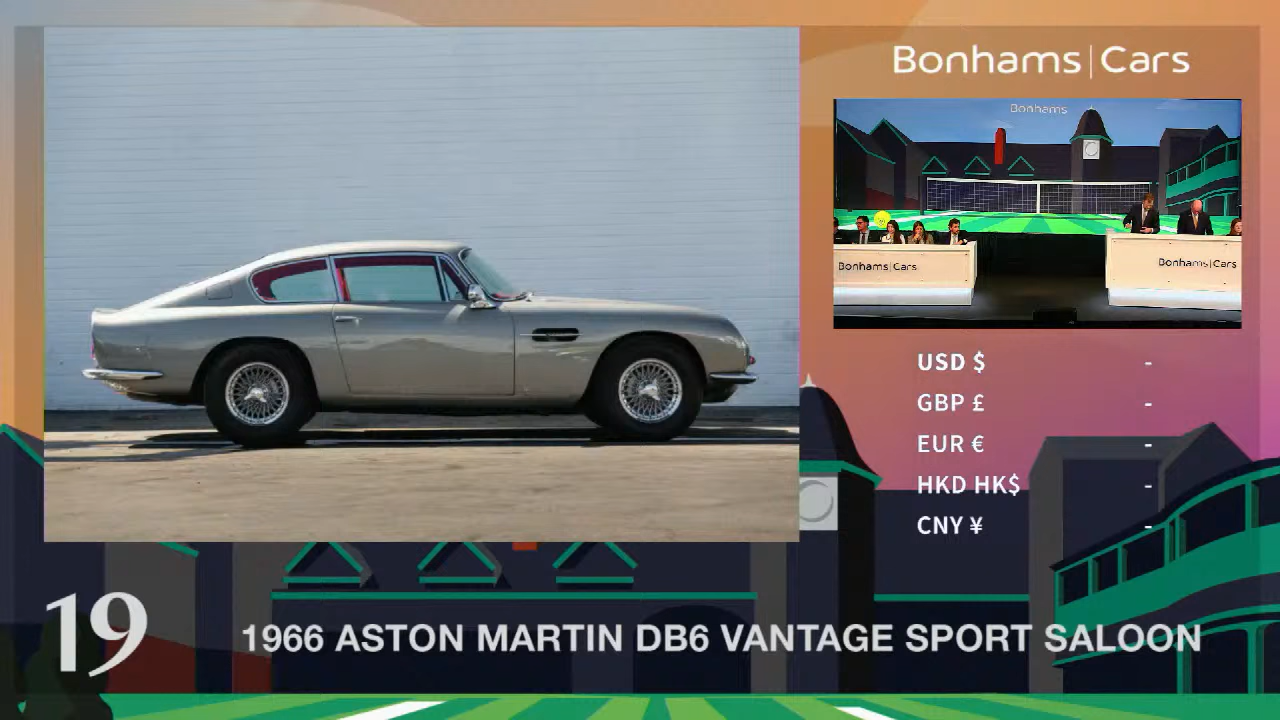 Bonhams|Cars
Bonhams
Bonhams|Cars
Bonhams|Cars
USD $ -
GBP £ -
EUR € -
HKD HK$ -
CNY ¥ -
19
1966 ASTON MARTIN DB6 VANTAGE SPORT SALOON